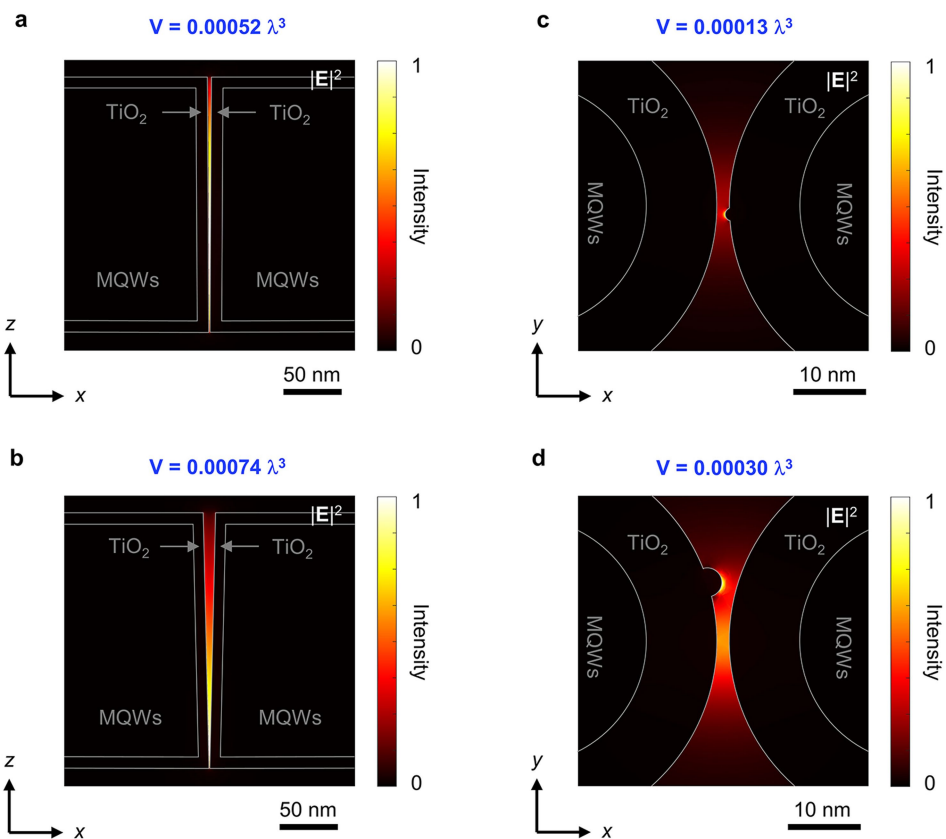 a
V = 0.00052 λ³
|E|²
TiO₂
TiO₂
MQWs
MQWs
1
Intensity
0
z
x
50 nm
c
V = 0.00013 λ³
|E|²
TiO₂
TiO₂
MQWs
MQWs
1
Intensity
0
y
x
10 nm
b
V = 0.00074 λ³
|E|²
TiO₂
TiO₂
MQWs
MQWs
1
Intensity
0
z
x
50 nm
d
V = 0.00030 λ³
|E|²
TiO₂
TiO₂
MQWs
MQWs
1
Intensity
0
y
x
10 nm